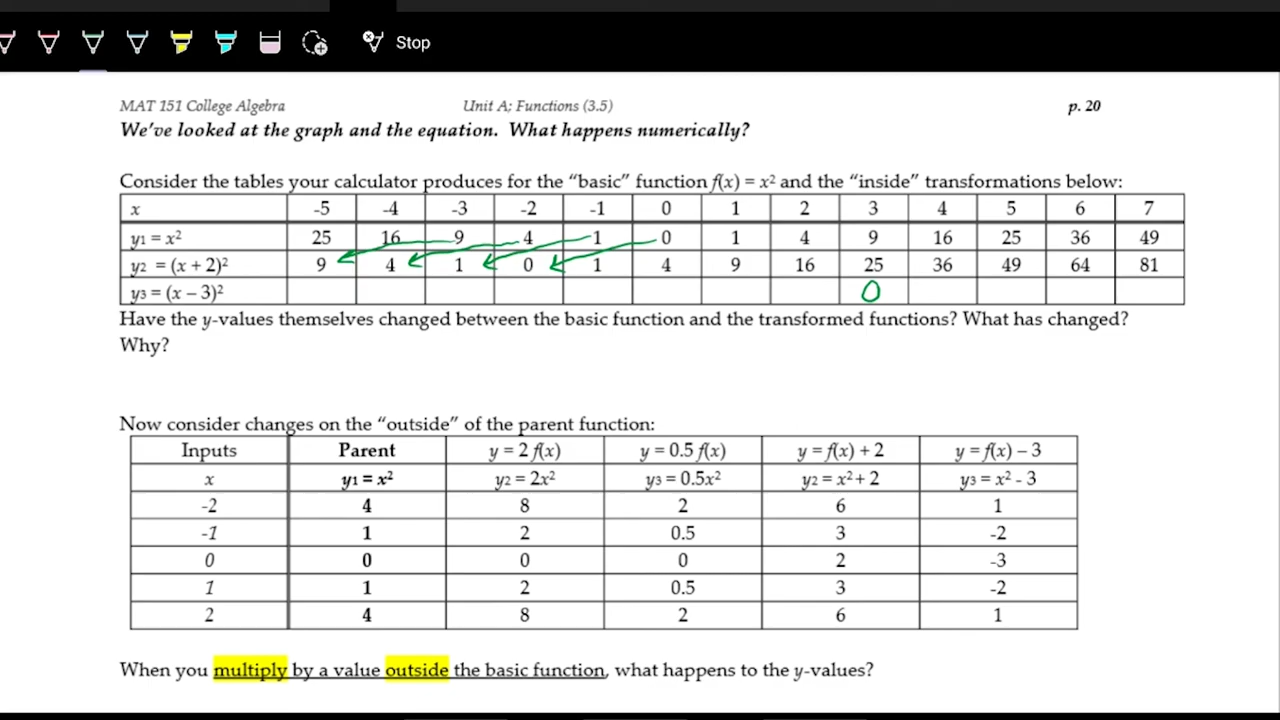 Stop
MAT 151 College Algebra Unit A; Functions (3.5) p. 20
We've looked at the graph and the equation. What happens numerically?
Consider the tables your calculator produces for the "basic" function f(x) = x² and the "inside" transformations below:
x -5 -4 -3 -2 -1 0 1 2 3 4 5 6 7
y₁ = x² 25 16 9 4 1 0 1 4 9 16 25 36 49
y₂ = (x + 2)² 9 4 1 0 1 4 9 16 25 36 49 64 81
y₃ = (x – 3)² 0
Have the y-values themselves changed between the basic function and the transformed functions? What has changed?
Why?
Now consider changes on the "outside" of the parent function:
Inputs Parent y = 2 f(x) y = 0.5 f(x) y = f(x) + 2 y = f(x) – 3
x y₁ = x² y₂ = 2x² y₃ = 0.5x² y₂ = x² + 2 y₃ = x² - 3
-2 4 8 2 6 1
-1 1 2 0.5 3 -2
0 0 0 0 2 -3
1 1 2 0.5 3 -2
2 4 8 2 6 1
When you multiply by a value outside the basic function, what happens to the y-values?